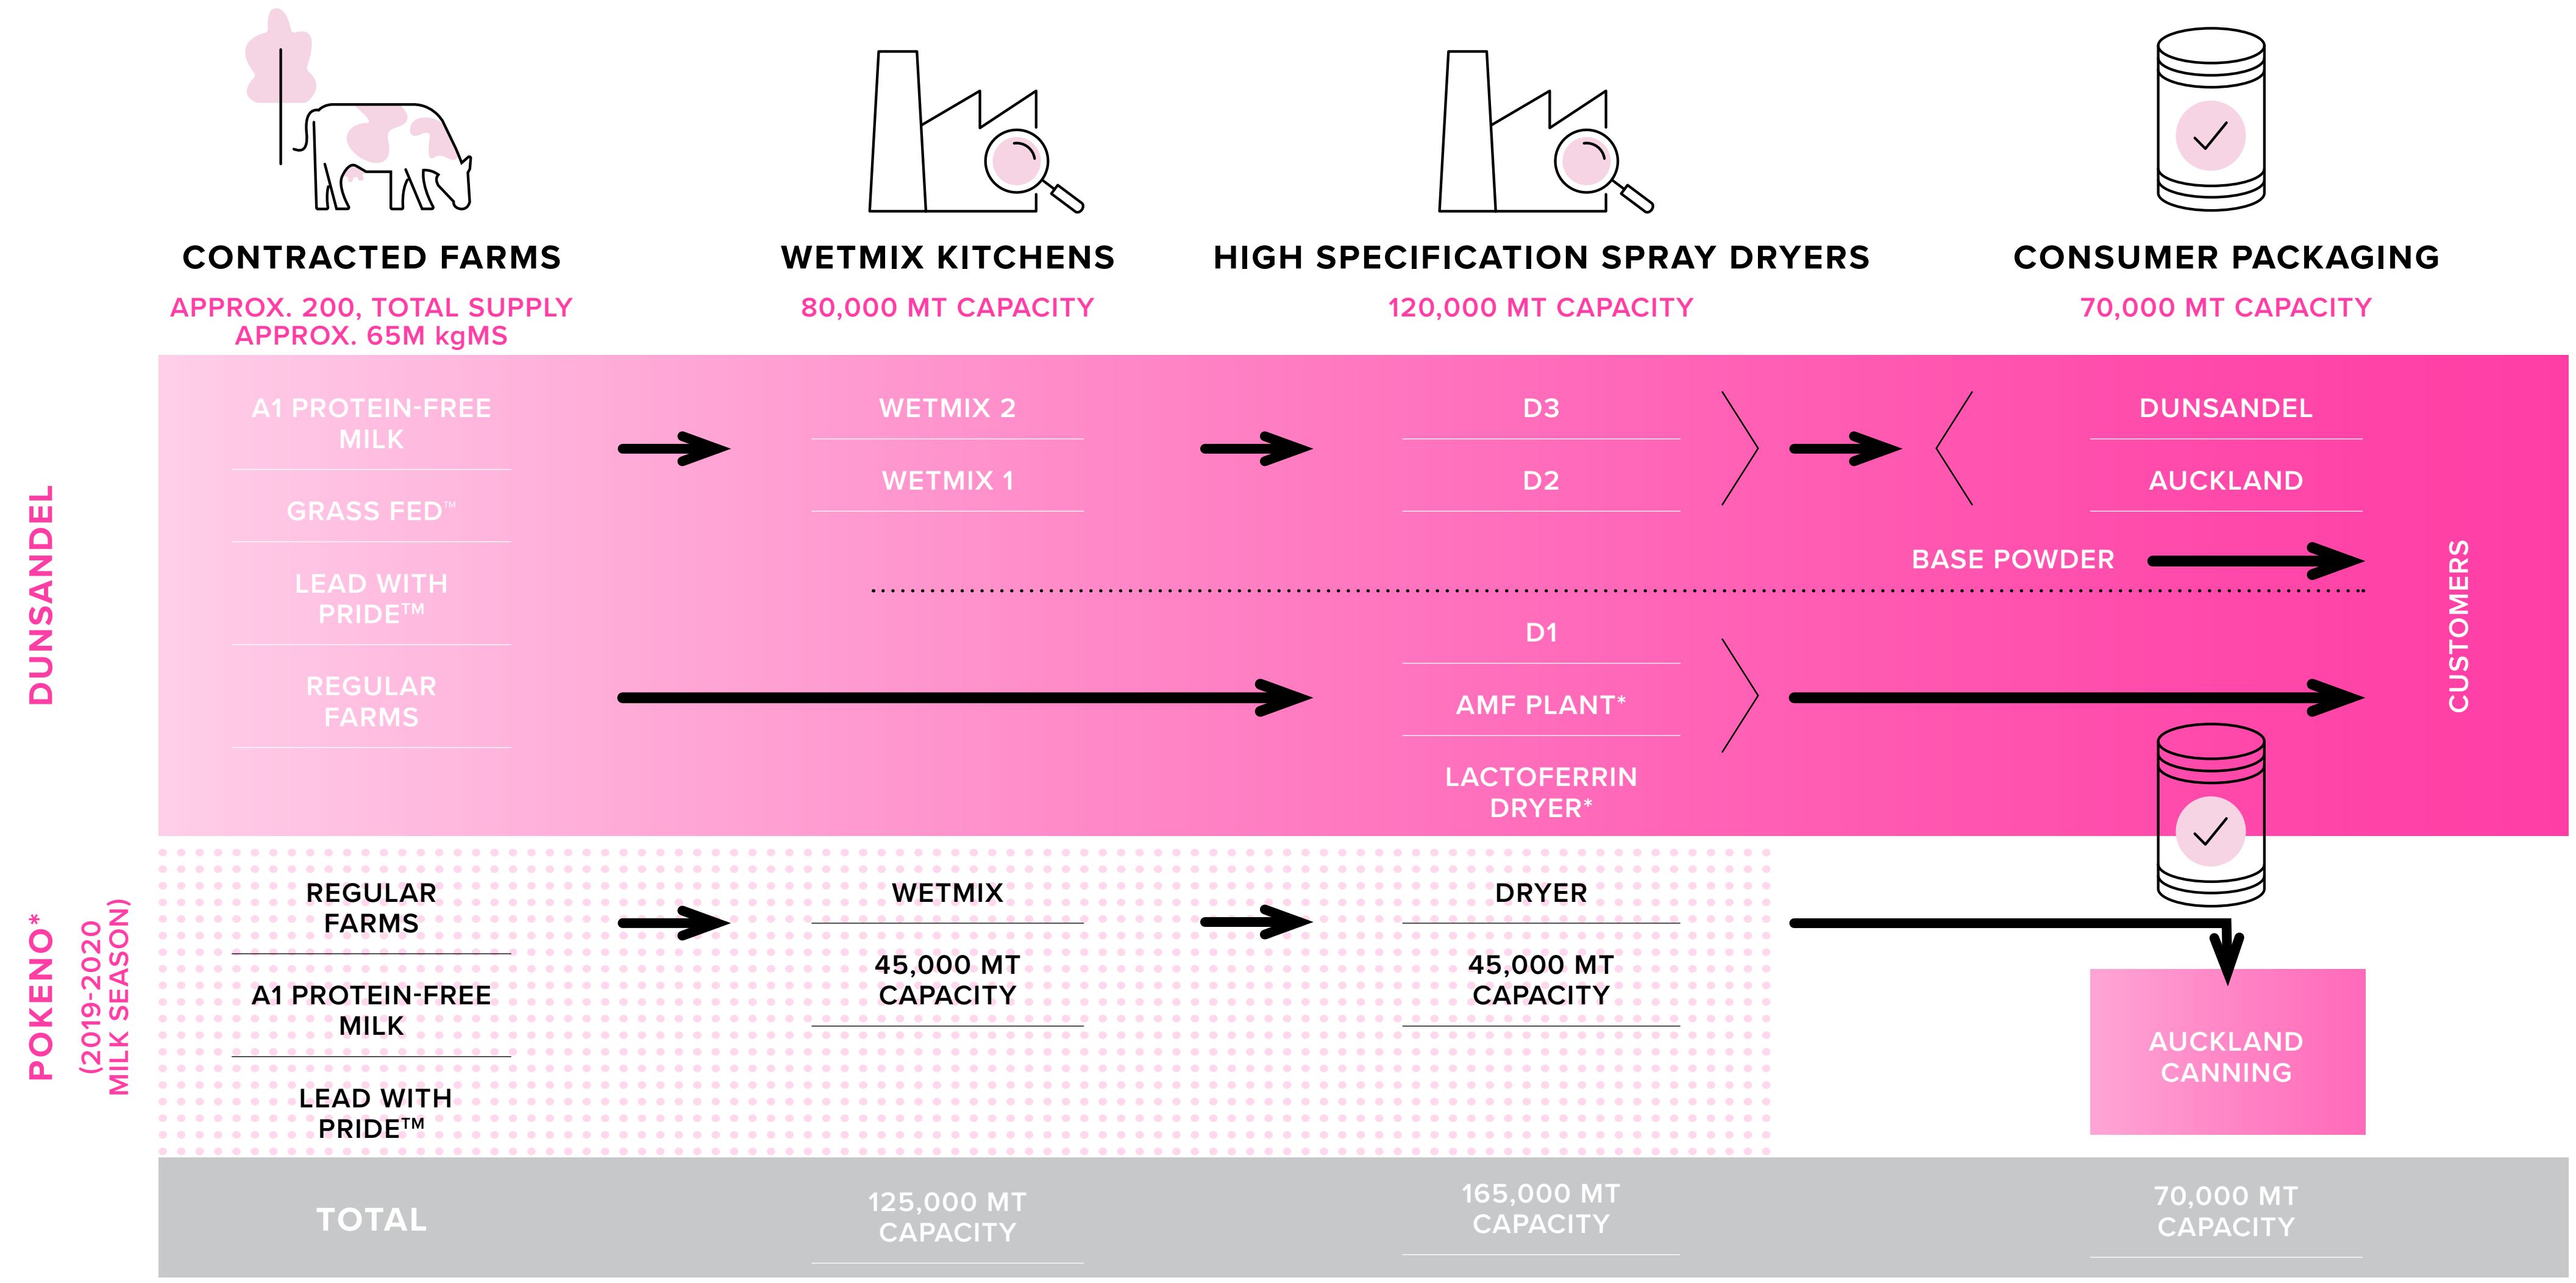 CONTRACTED FARMS
APPROX. 200, TOTAL SUPPLY
APPROX. 65M kgMS
WETMIX KITCHENS
80,000 MT CAPACITY
HIGH SPECIFICATION SPRAY DRYERS
120,000 MT CAPACITY
CONSUMER PACKAGING
70,000 MT CAPACITY
DUNSANDEL
A1 PROTEIN-FREE
MILK
GRASS FED™
LEAD WITH
PRIDE™
REGULAR
FARMS
WETMIX 2
WETMIX 1
D3
D2
DUNSANDEL
AUCKLAND
BASE POWDER
D1
AMF PLANT*
LACTOFERRIN
DRYER*
CUSTOMERS
POKENO*
(2019-2020
MILK SEASON)
REGULAR
FARMS
A1 PROTEIN-FREE
MILK
LEAD WITH
PRIDE™
WETMIX
45,000 MT
CAPACITY
DRYER
45,000 MT
CAPACITY
AUCKLAND
CANNING
TOTAL
125,000 MT
CAPACITY
165,000 MT
CAPACITY
70,000 MT
CAPACITY